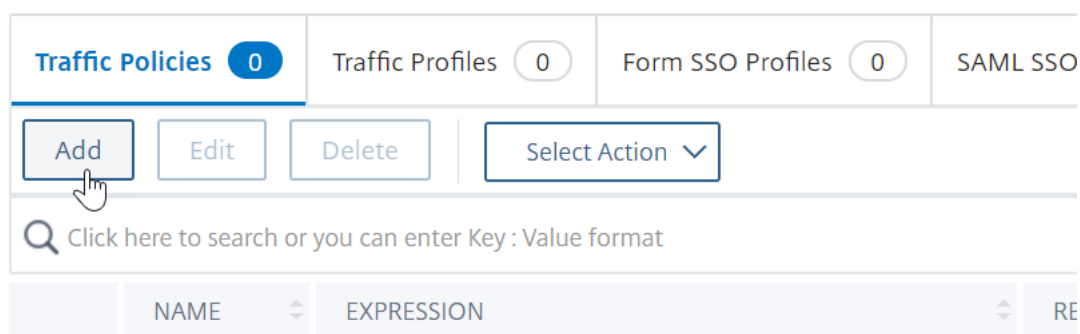 Traffic Policies 0 Traffic Profiles 0 Form SSO Profiles 0 SAML SSO
Add Edit Delete Select Action
Click here to search or you can enter Key : Value format
NAME EXPRESSION